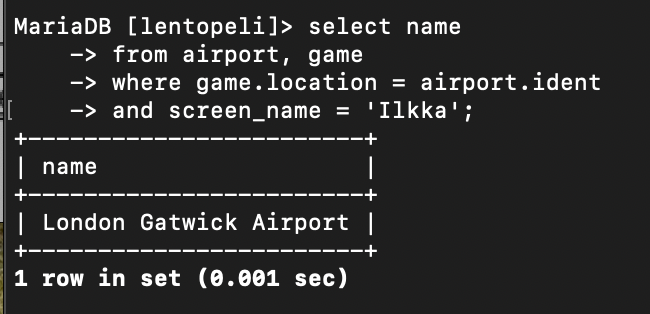 MariaDB [lentopeli]> select name
    -> from airport, game
    -> where game.location = airport.ident
    -> and screen_name = 'Ilkka';
+------------------------+
| name                   |
+------------------------+
| London Gatwick Airport |
+------------------------+
1 row in set (0.001 sec)